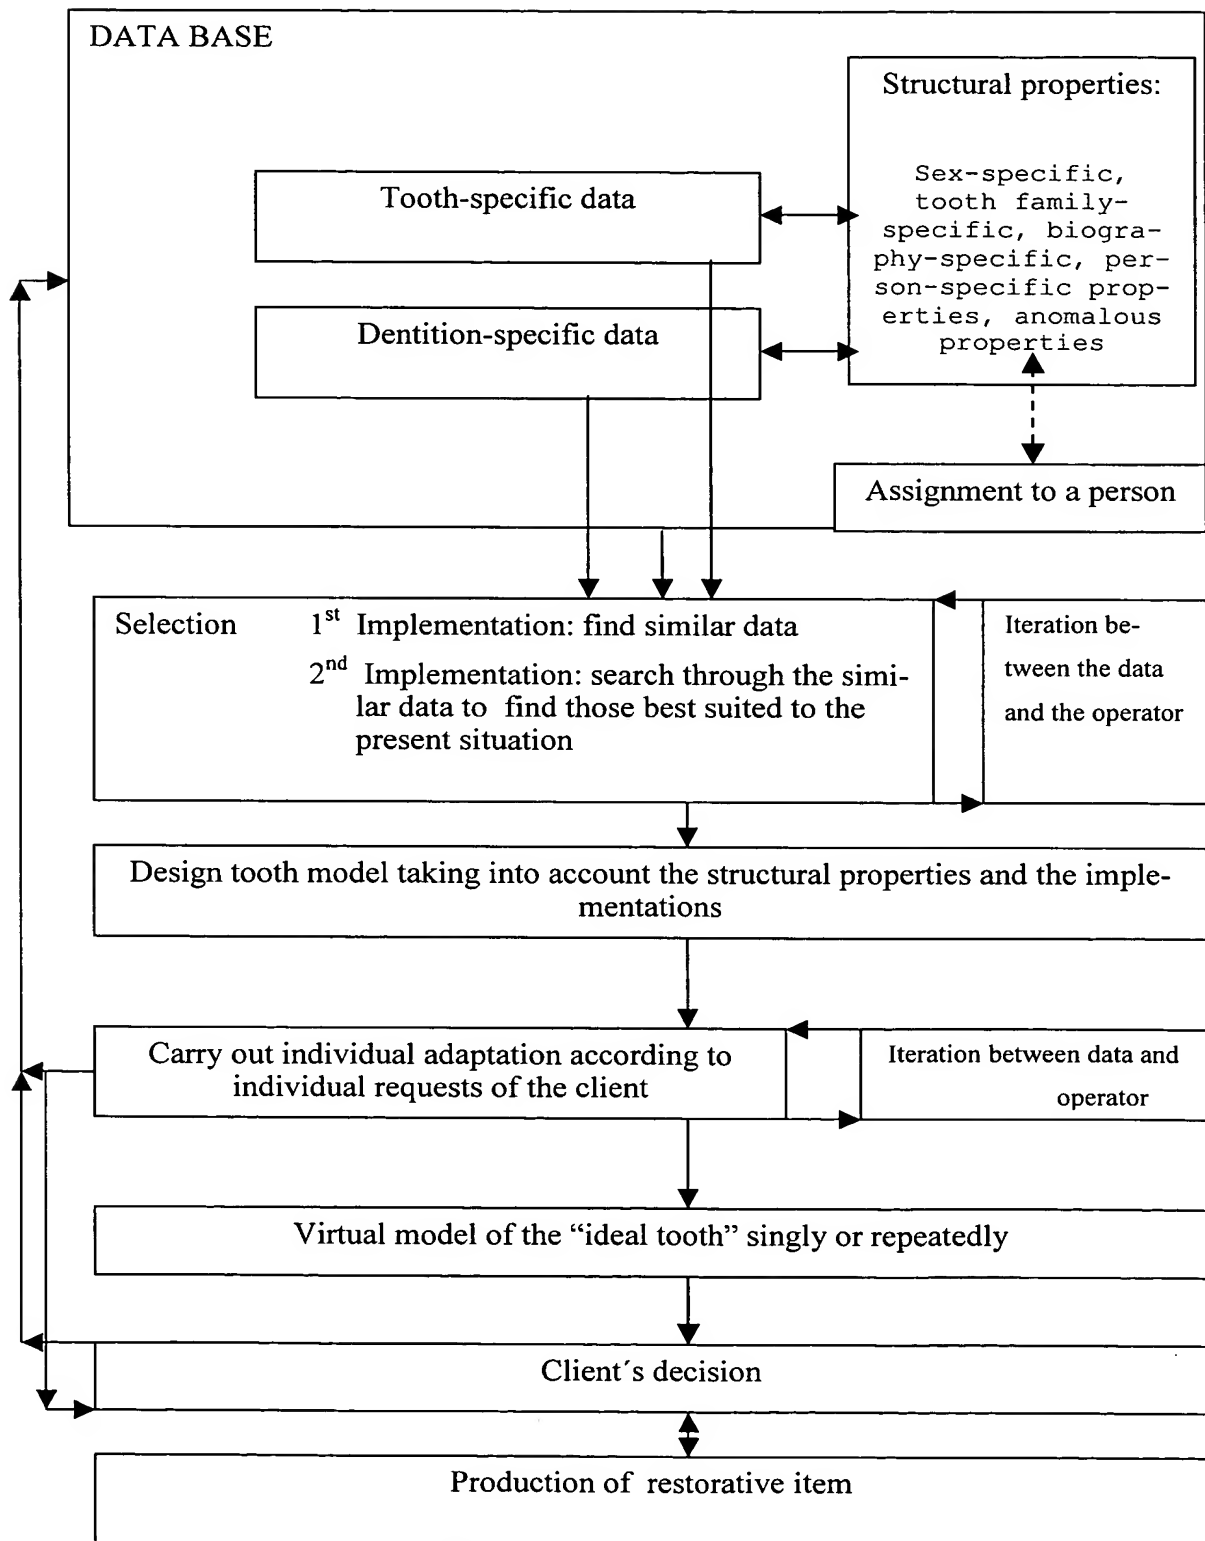 DATA BASE
Structural properties:
Sex-specific,
tooth family-
specific, biogra-
phy-specific, per-
son-specific prop-
erties, anomalous
properties
Tooth-specific data
Dentition-specific data
Assignment to a person
Selection 1st Implementation: find similar data
2nd Implementation: search through the simi-
lar data to find those best suited to the
present situation
Iteration be-
tween the data
and the operator
Design tooth model taking into account the structural properties and the imple-
mentations
Carry out individual adaptation according to
individual requests of the client
Iteration between data and
operator
Virtual model of the “ideal tooth” singly or repeatedly
Client´s decision
Production of restorative item